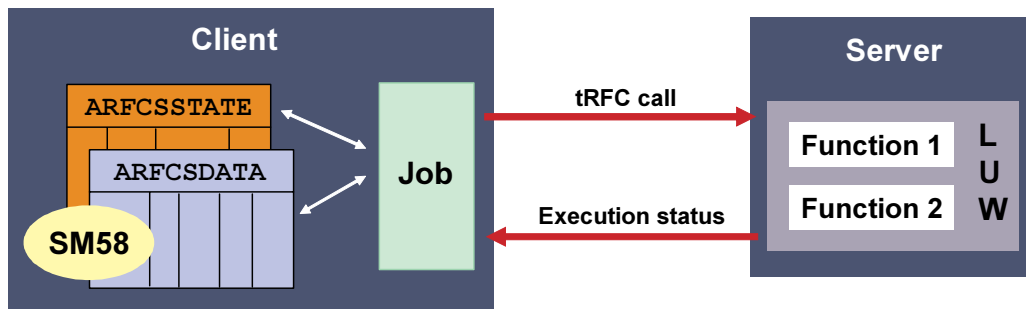 Client
Server
ARFCSSTATE
ARFCSDATA
SM58
Job
tRFC call
Execution status
Function 1
Function 2
L
U
W